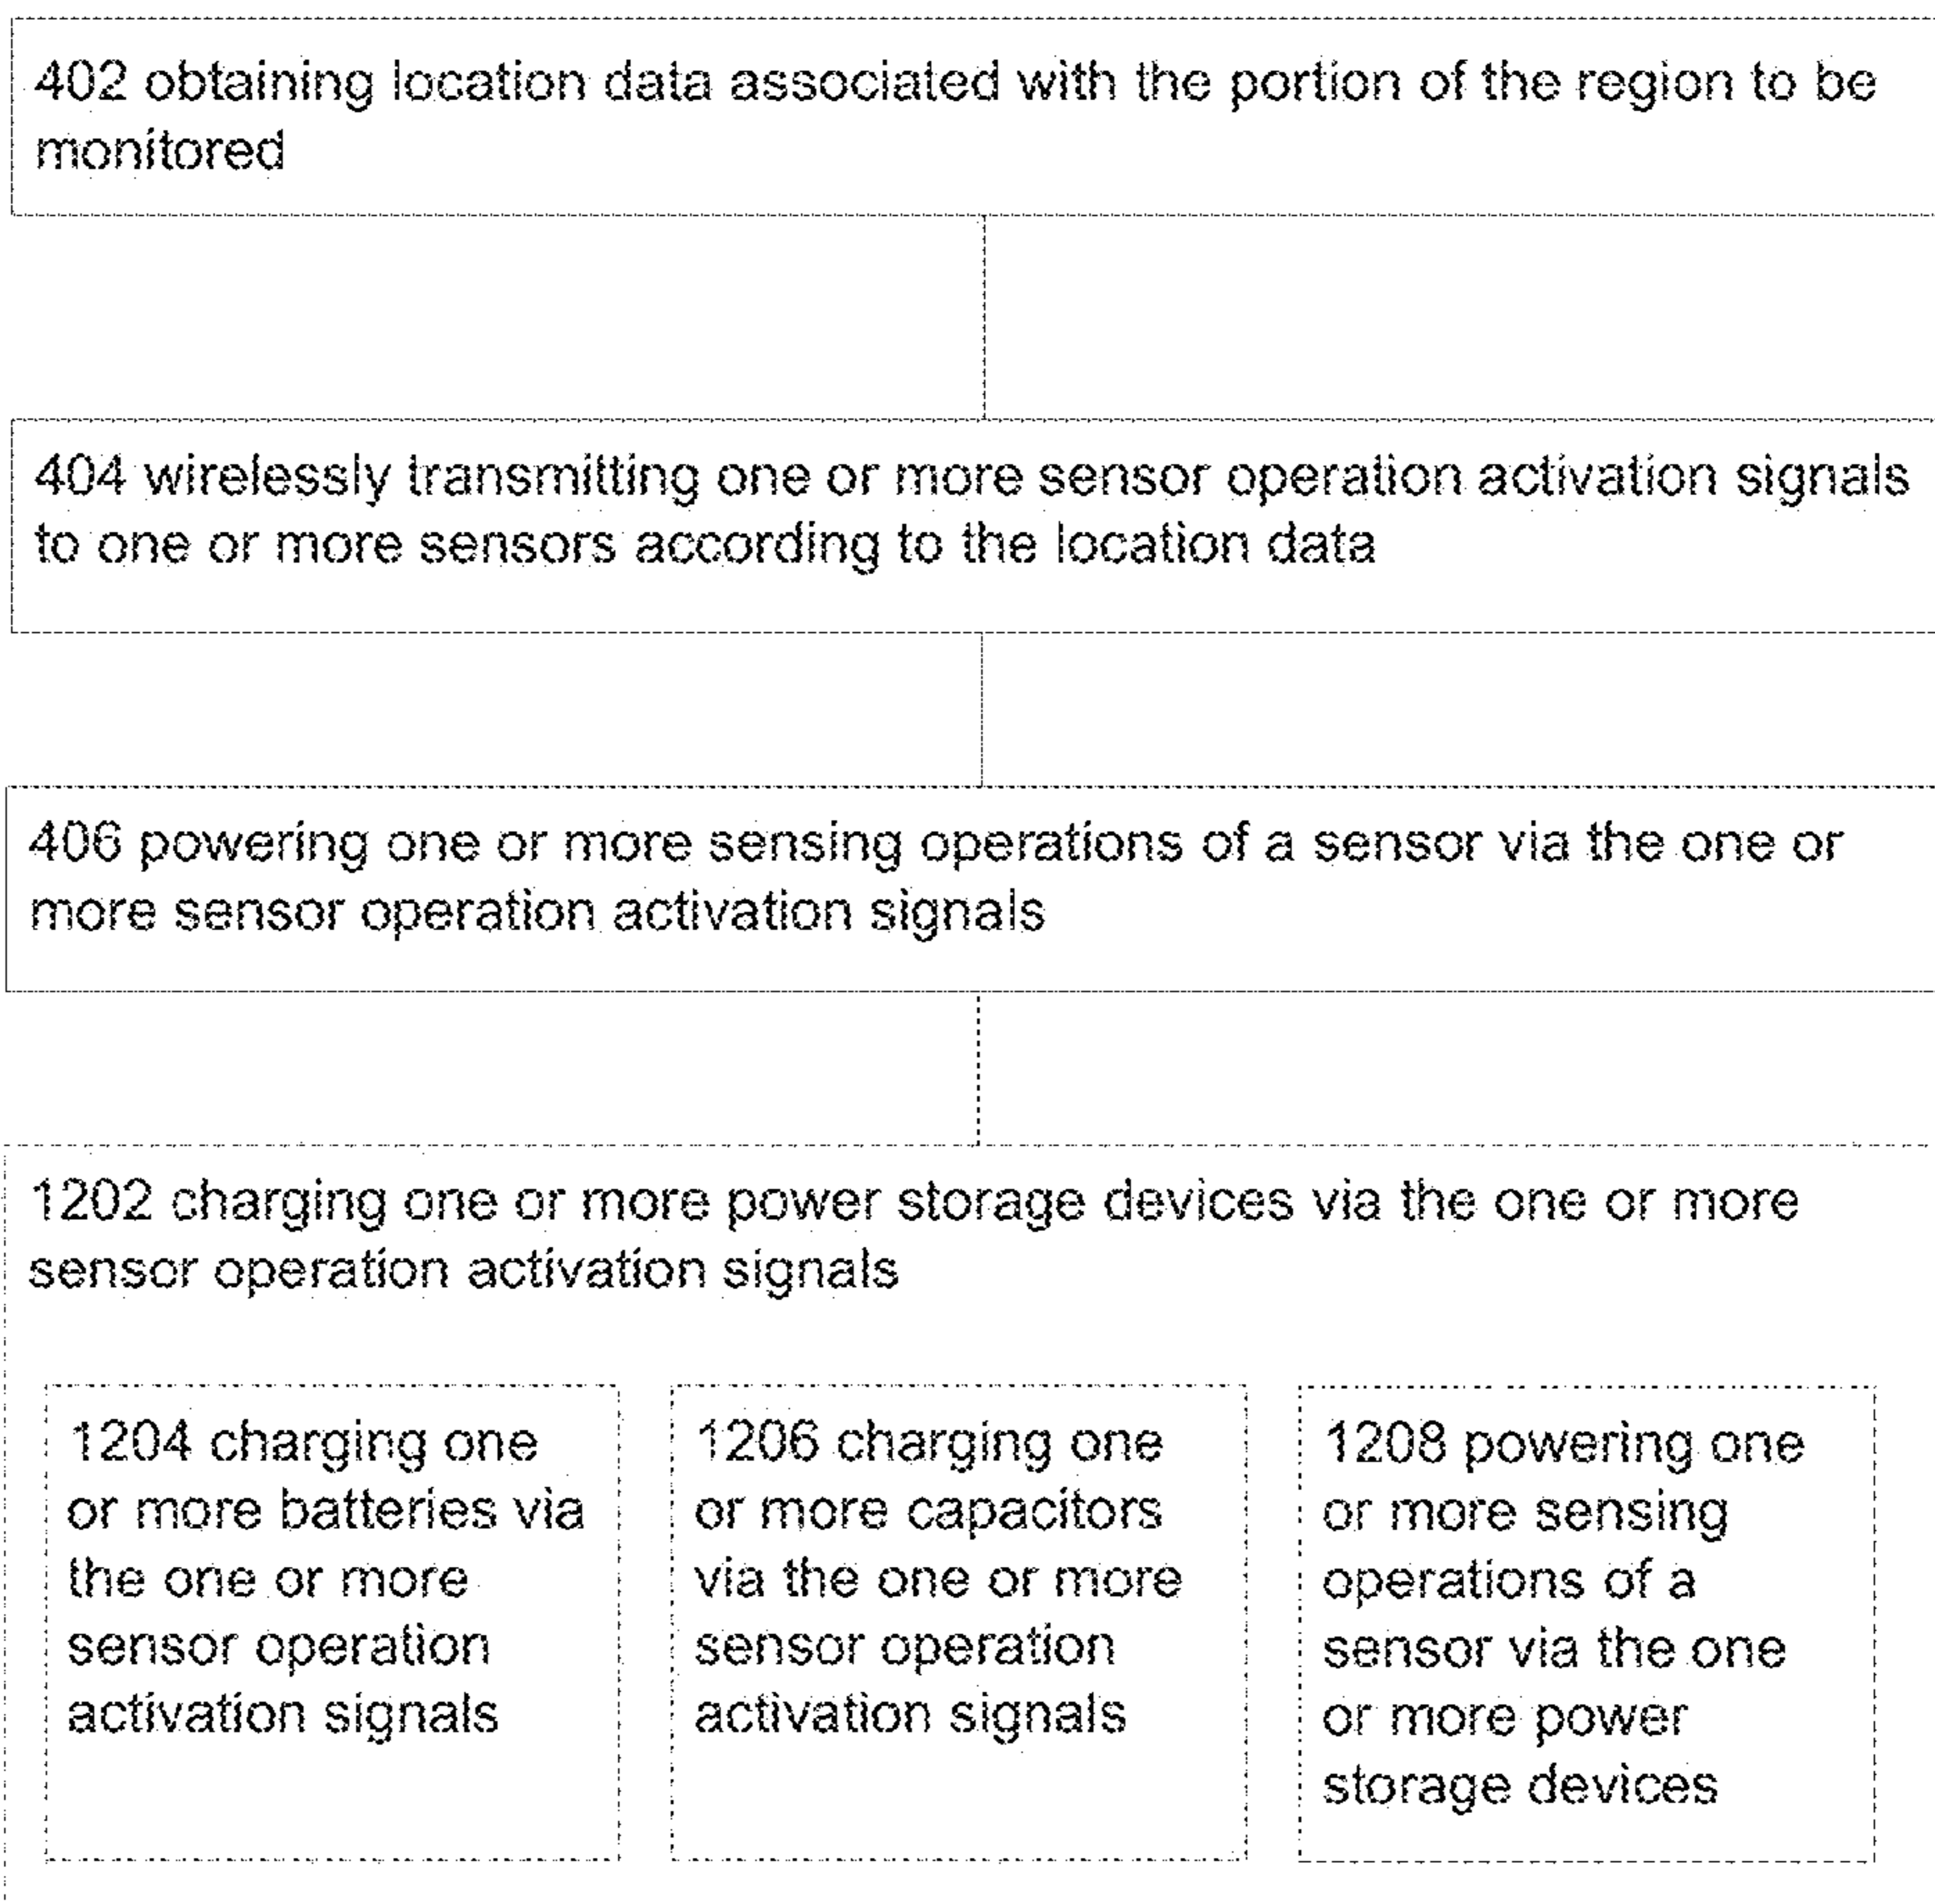 402 obtaining location data associated with the portion of the region to be
monitored
404 wirelessly transmitting one or more sensor operation activation signals
to one or more sensors according to the location data
406 powering one or more sensing operations of a sensor via the one or
more sensor operation activation signals
1202 charging one or more power storage devices via the one or more
sensor operation activation signals
1204 charging one
or more batteries via
the one or more
sensor operation
activation signals
1206 charging one
or more capacitors
via the one or more
sensor operation
activation signals
1208 powering one
or more sensing
operations of a
sensor via the one
or more power
storage devices